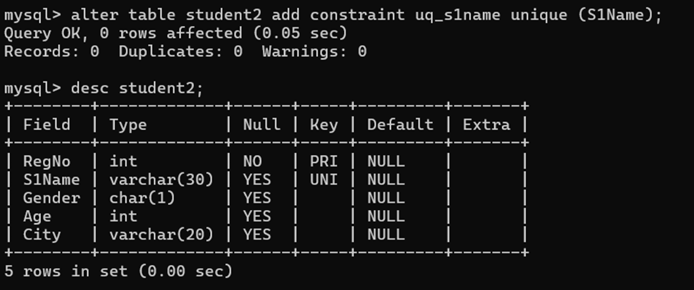 mysql> alter table student2 add constraint uq_s1name unique (S1Name);
Query OK, 0 rows affected (0.05 sec)
Records: 0  Duplicates: 0  Warnings: 0

mysql> desc student2;
+--------+-------------+------+-----+---------+-------+
| Field  | Type        | Null | Key | Default | Extra |
+--------+-------------+------+-----+---------+-------+
| RegNo  | int         | NO   | PRI | NULL    |       |
| S1Name | varchar(30) | YES  | UNI | NULL    |       |
| Gender | char(1)     | YES  |     | NULL    |       |
| Age    | int         | YES  |     | NULL    |       |
| City   | varchar(20) | YES  |     | NULL    |       |
+--------+-------------+------+-----+---------+-------+
5 rows in set (0.00 sec)